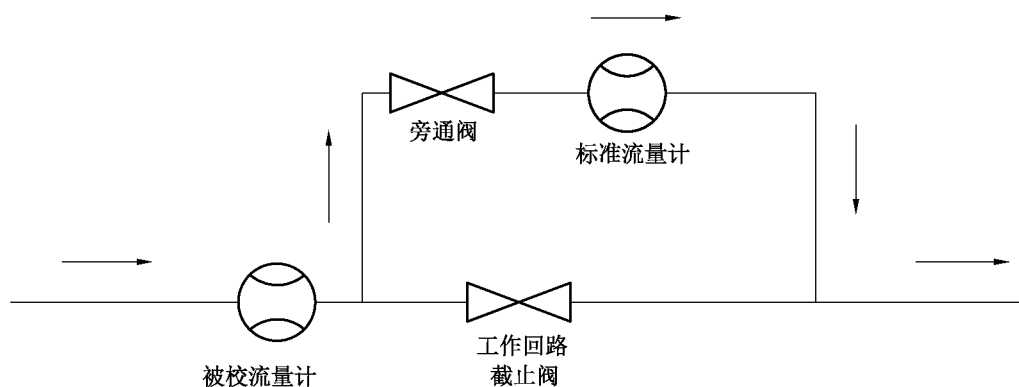 旁通阀
标准流量计
工作回路
截止阀
被校流量计